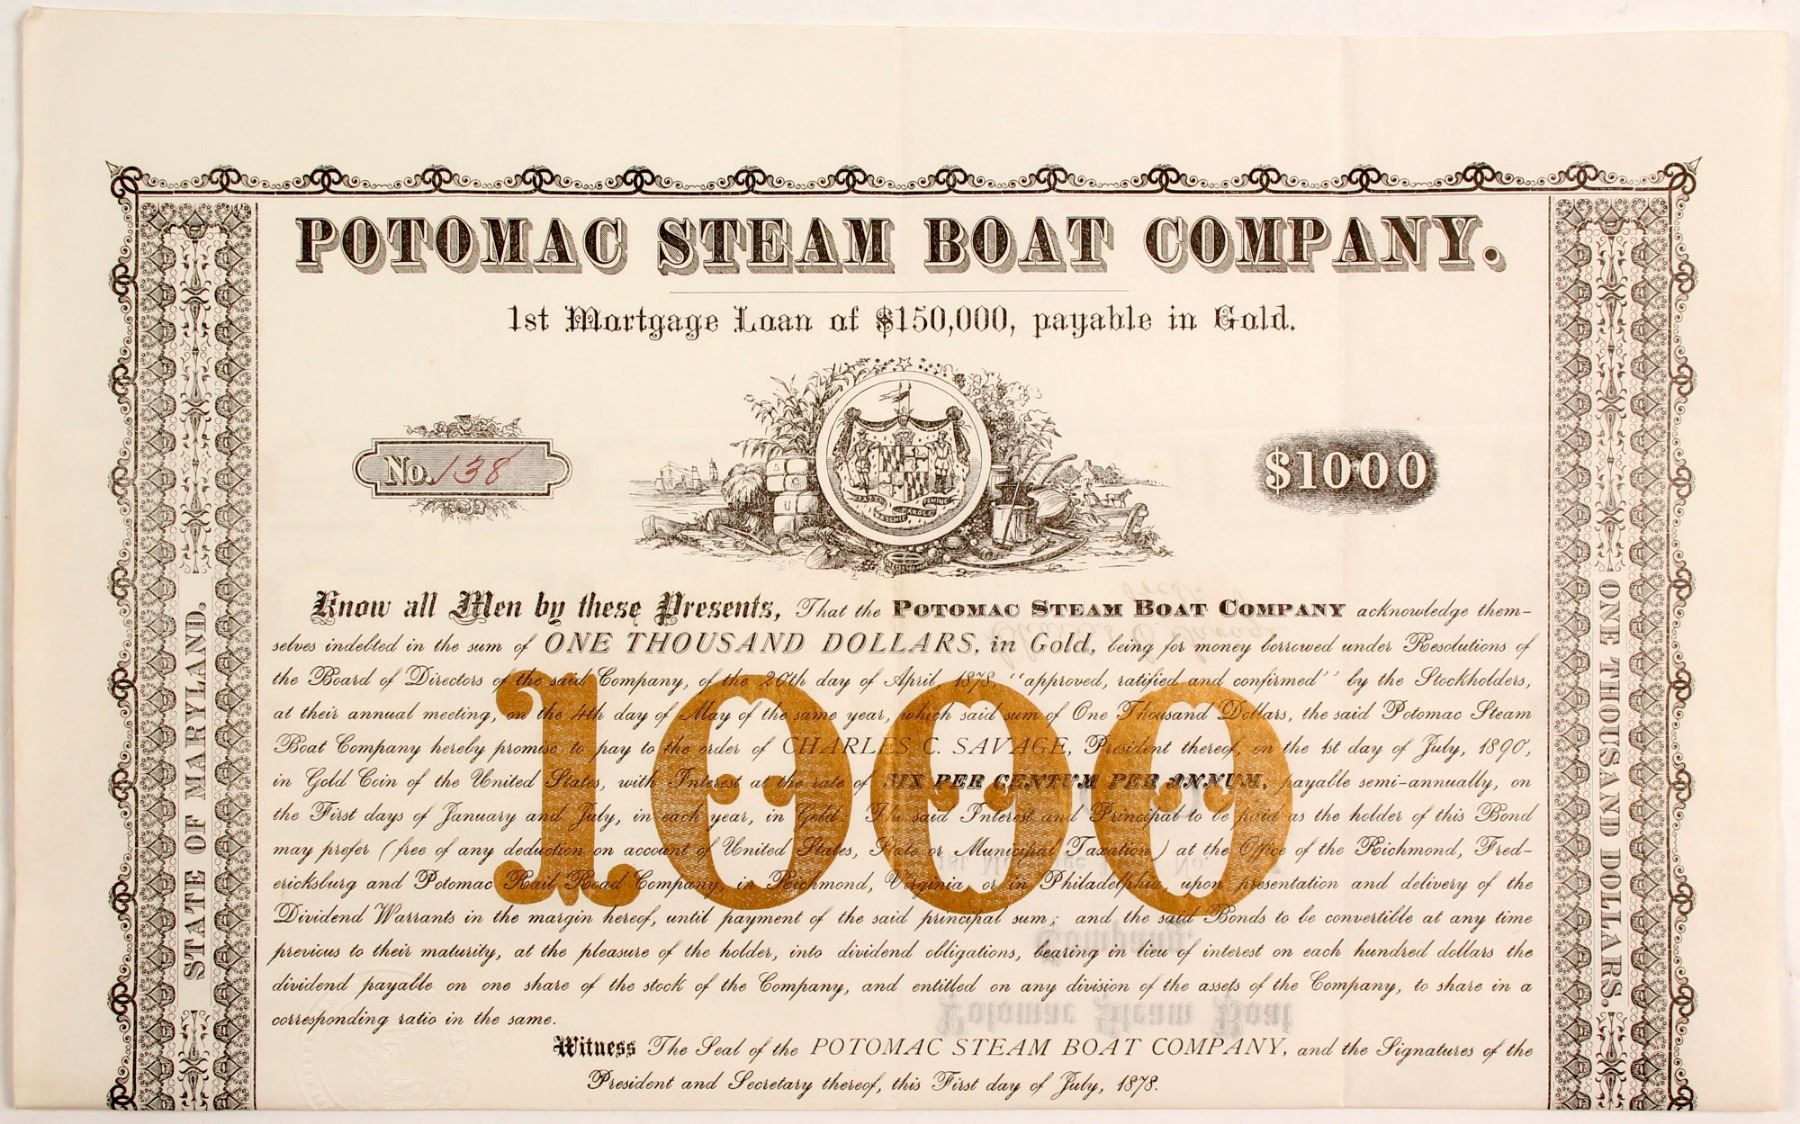 POTOMAC STEAM BOAT COMPANY.
1st Mortgage Loan of $150,000, payable in Gold.
No. 138
$1000
Know all Men by these Presents, That the POTOMAC STEAM BOAT COMPANY acknowledge them-
selves indebted in the sum of ONE THOUSAND DOLLARS, in Gold, being for money borrowed under Resolutions of
the Board of Directors of the said Company, of the 20th day of April, 1878, "approved, ratified and confirmed" by the Stockholders,
at their annual meeting, on the 4th day of May of the same year, which said sum of One Thousand Dollars, the said Potomac Steam
Boat Company hereby promise to pay to the order of CHARLES C. SAVAGE, President thereof, on the 1st day of July, 1890,
in Gold Coin of the United States, with Interest at the rate of SIX PER CENTUM PER ANNUM, payable semi-annually, on
the First days of January and July, in each year, in Gold. The said Interest and Principal to be paid as the holder of this Bond
may prefer (free of any deduction on account of United States, State or Municipal Taxation) at the Office of the Richmond, Fred-
ericksburg and Potomac Rail Road Company, in Richmond, Virginia, or in Philadelphia, upon presentation and delivery of the
Dividend Warrants in the margin hereof, until payment of the said principal sum; and the said Bonds to be convertible at any time
previous to their maturity, at the pleasure of the holder, into dividend obligations, bearing in lieu of interest on each hundred dollars the
dividend payable on one share of the stock of the Company, and entitled on any division of the assets of the Company, to share in a
corresponding ratio in the same.
Witness The Seal of the POTOMAC STEAM BOAT COMPANY, and the Signatures of the
President and Secretary thereof, this First day of July, 1878.
1000
STATE OF MARYLAND.
ONE THOUSAND DOLLARS.